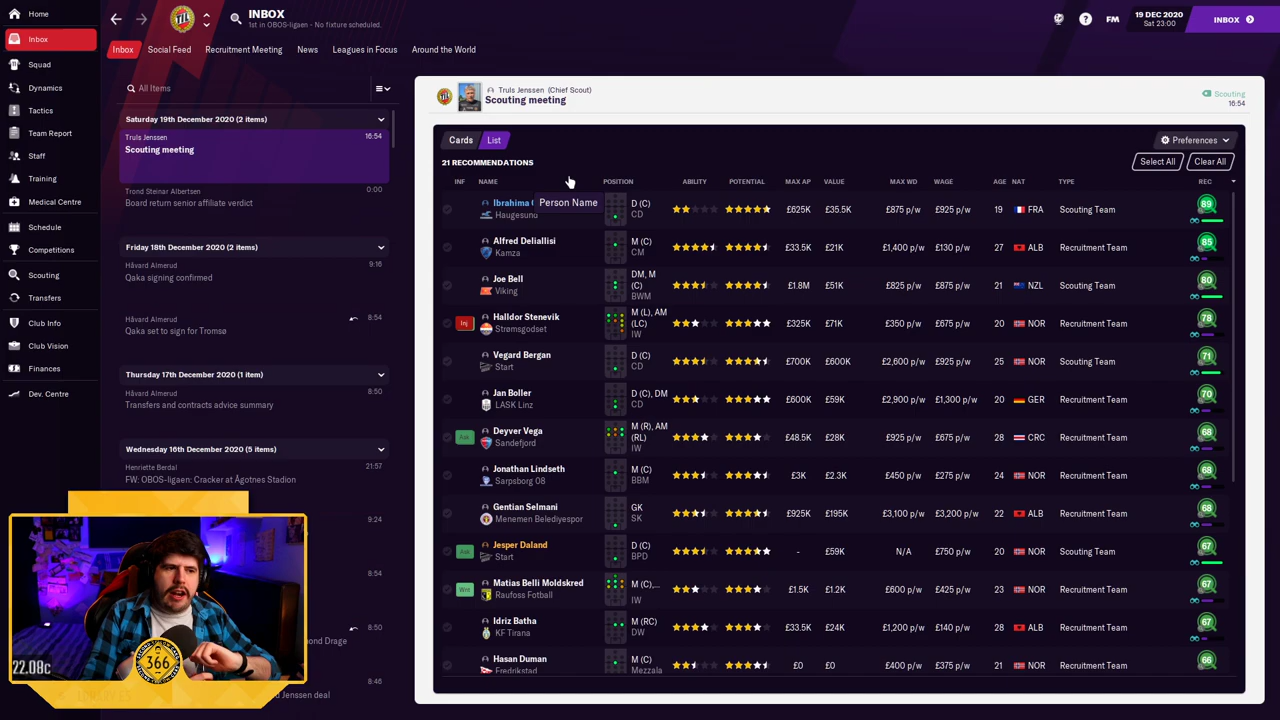 Home
INBOX
1st in OBOS-ligaen - No fixture scheduled.
FM
19 DEC 2020
Sat 23:00
INBOX
Inbox
Squad
Dynamics
Tactics
Team Report
Staff
Training
Medical Centre
Schedule
Competitions
Scouting
Transfers
Club Info
Club Vision
Finances
Dev. Centre
Inbox Social Feed Recruitment Meeting News Leagues in Focus Around the World
All Items
Saturday 19th December 2020 (2 items)
Truls Jenssen 16:54
Scouting meeting
Trond Steinar Albertsen 0:00
Board return senior affiliate verdict
Friday 18th December 2020 (2 items)
Håvard Almerud 9:16
Qaka signing confirmed
Håvard Almerud 8:54
Qaka set to sign for Tromsø
Thursday 17th December 2020 (1 item)
Håvard Almerud 8:50
Transfers and contracts advice summary
Wednesday 16th December 2020 (5 items)
Henriette Berdal 21:57
FW: OBOS-ligaen: Cracker at Ågotnes Stadion
9:24
8:54
8:50
ond Drage
8:46
d Jenssen deal
22.08c
366
Truls Jenssen (Chief Scout)
Scouting meeting
Scouting
16:54
Cards List
Preferences
21 RECOMMENDATIONS
Select All Clear All
INF NAME POSITION ABILITY POTENTIAL MAX AP VALUE MAX WD WAGE AGE NAT TYPE REC
Person Name
Ibrahima
Haugesund
D (C)
CD
£625K £35.5K £875 p/w £925 p/w 19 FRA Scouting Team 89
Alfred Deliallisi
Kamza
M (C)
CM
£33.5K £21K £1,400 p/w £130 p/w 27 ALB Recruitment Team 85
Joe Bell
Viking
DM, M
(C)
BWM
£1.8M £51K £825 p/w £875 p/w 21 NZL Scouting Team 80
Inj
Halldor Stenevik
Strømsgodset
M (L), AM
(LC)
IW
£325K £71K £350 p/w £675 p/w 20 NOR Recruitment Team 78
Vegard Bergan
Start
D (C)
CD
£700K £600K £2,600 p/w £925 p/w 25 NOR Scouting Team 71
Jan Boller
LASK Linz
D (C), DM
CD
£600K £59K £2,900 p/w £1,300 p/w 20 GER Recruitment Team 70
Deyver Vega
Sandefjord
M (R), AM
(RL)
IW
£48.5K £28K £925 p/w £675 p/w 28 CRC Recruitment Team 68
Jonathan Lindseth
Sarpsborg 08
M (C)
BBM
£3K £2.3K £450 p/w £275 p/w 24 NOR Recruitment Team 68
Gentian Selmani
Menemen Belediyespor
GK
SK
£925K £195K £3,100 p/w £3,200 p/w 22 ALB Recruitment Team 68
Jesper Daland
Start
D (C)
BPD
- £59K N/A £750 p/w 20 NOR Scouting Team 67
Wnt
Matias Belli Moldskred
Raufoss Fotball
M (C),...
IW
£1.5K £1.2K £600 p/w £425 p/w 23 NOR Recruitment Team 67
Idriz Batha
KF Tirana
M (RC)
DW
£33.5K £24K £1,200 p/w £140 p/w 28 ALB Recruitment Team 67
Hasan Duman
Fredrikstad
M (C)
Mezzala
£0 £0 £400 p/w £375 p/w 21 NOR Recruitment Team 66